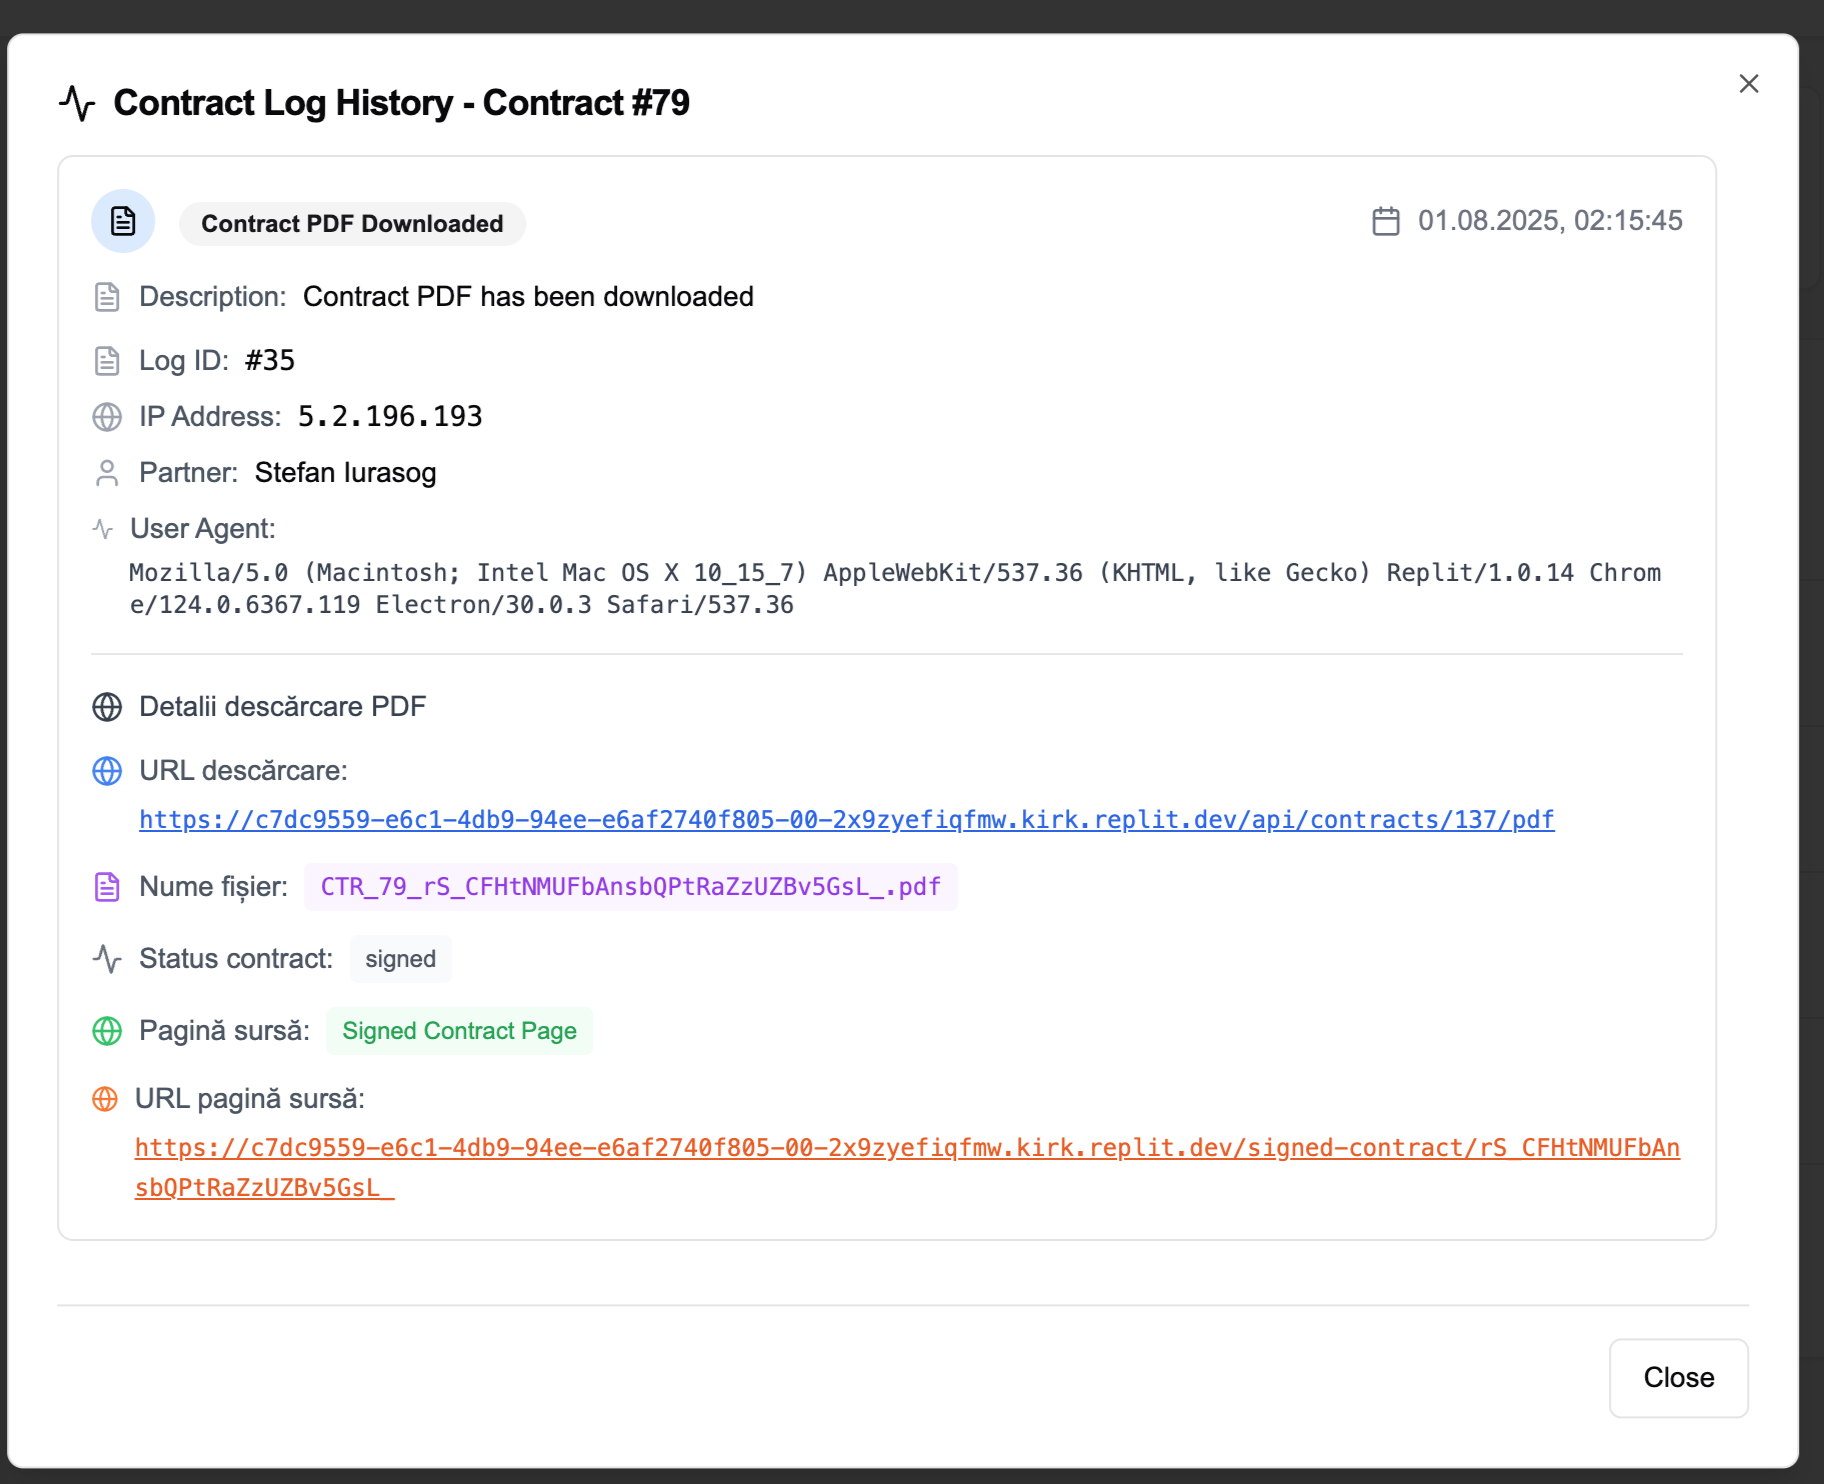 Contract Log History - Contract #79
Contract PDF Downloaded
01.08.2025, 02:15:45
Description: Contract PDF has been downloaded
Log ID: #35
IP Address: 5.2.196.193
Partner: Stefan Iurasog
User Agent:
Mozilla/5.0 (Macintosh; Intel Mac OS X 10_15_7) AppleWebKit/537.36 (KHTML, like Gecko) Replit/1.0.14 Chrom
e/124.0.6367.119 Electron/30.0.3 Safari/537.36
Detalii descărcare PDF
URL descărcare:
https://c7dc9559-e6c1-4db9-94ee-e6af2740f805-00-2x9zyefiqfmw.kirk.replit.dev/api/contracts/137/pdf
Nume fișier: CTR_79_rS_CFHtNMUFbAnsbQPtRaZzUZBv5GsL_.pdf
Status contract: signed
Pagină sursă: Signed Contract Page
URL pagină sursă:
https://c7dc9559-e6c1-4db9-94ee-e6af2740f805-00-2x9zyefiqfmw.kirk.replit.dev/signed-contract/rS_CFHtNMUFbAn
sbQPtRaZzUZBv5GsL_
Close